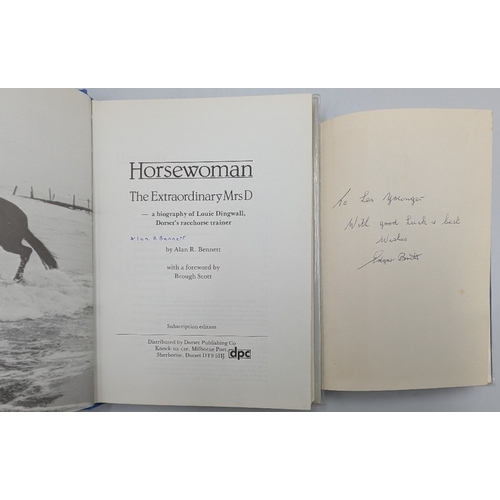 Horsewoman
The Extraordinary Mrs D
— a biography of Louie Dingwall,
Dorset's racehorse trainer
Alan R Bennett
by Alan R. Bennett
with a foreword by
Brough Scott
Subscription edition
Distributed by Dorset Publishing Co
Knock-na-cre, Milborne Port
Sherborne, Dorset DT9 5HJ
dpc
To Les Younger
With good luck & best
Wishes